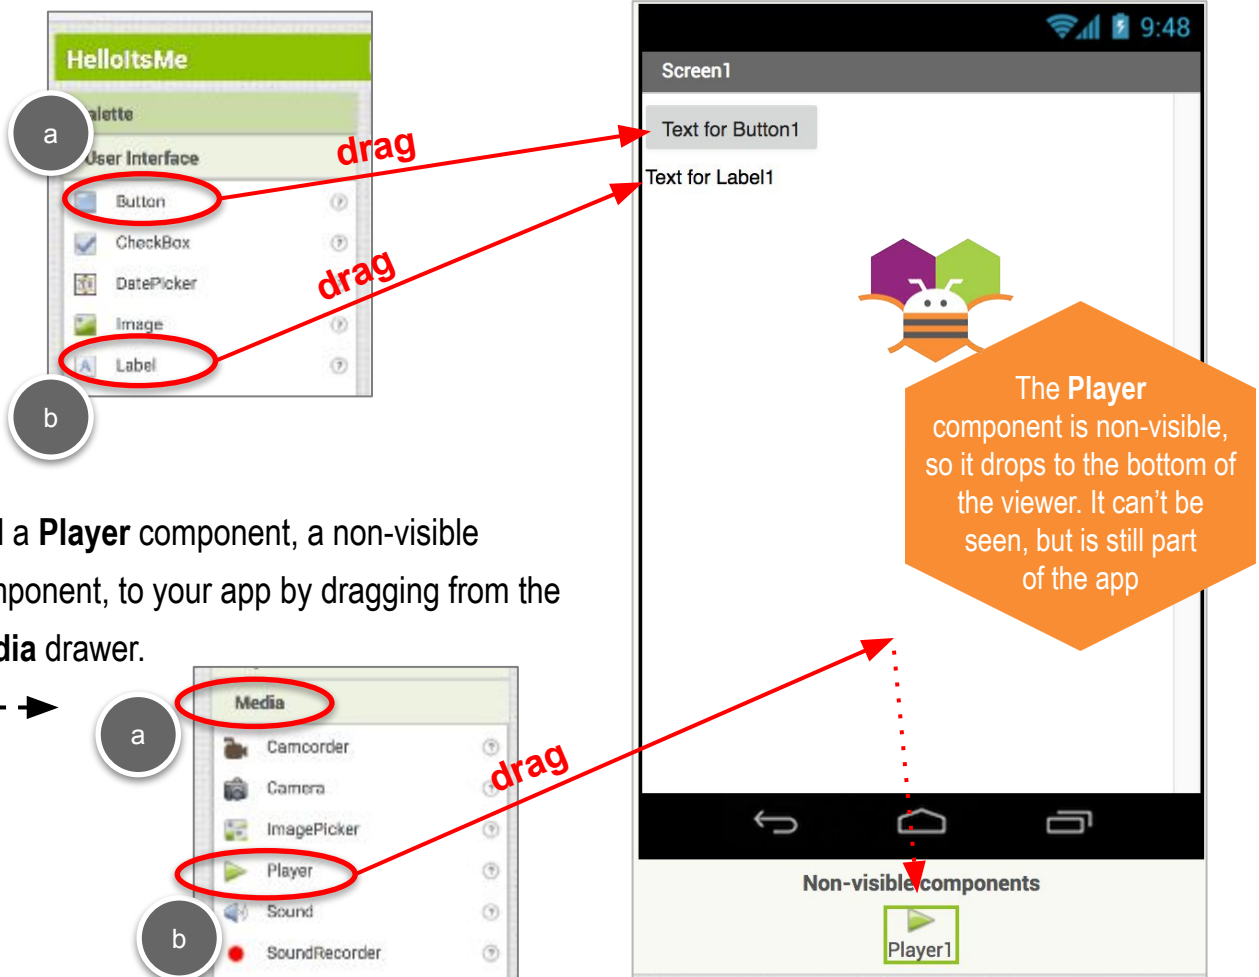 HelloItsMe
alette
a
User Interface
Button
CheckBox
DatePicker
Image
A Label
b
drag
drag
9:48
Screen1
Text for Button1
Text for Label1
The Player
component is non-visible,
so it drops to the bottom of
the viewer. It can't be
seen, but is still part
of the app
a Player component, a non-visible
mponent, to your app by dragging from the
dia drawer.
a
Media
Camcorder
Camera
ImagePicker
Player
Sound
SoundRecorder
b
drag
Non-visible components
Player1